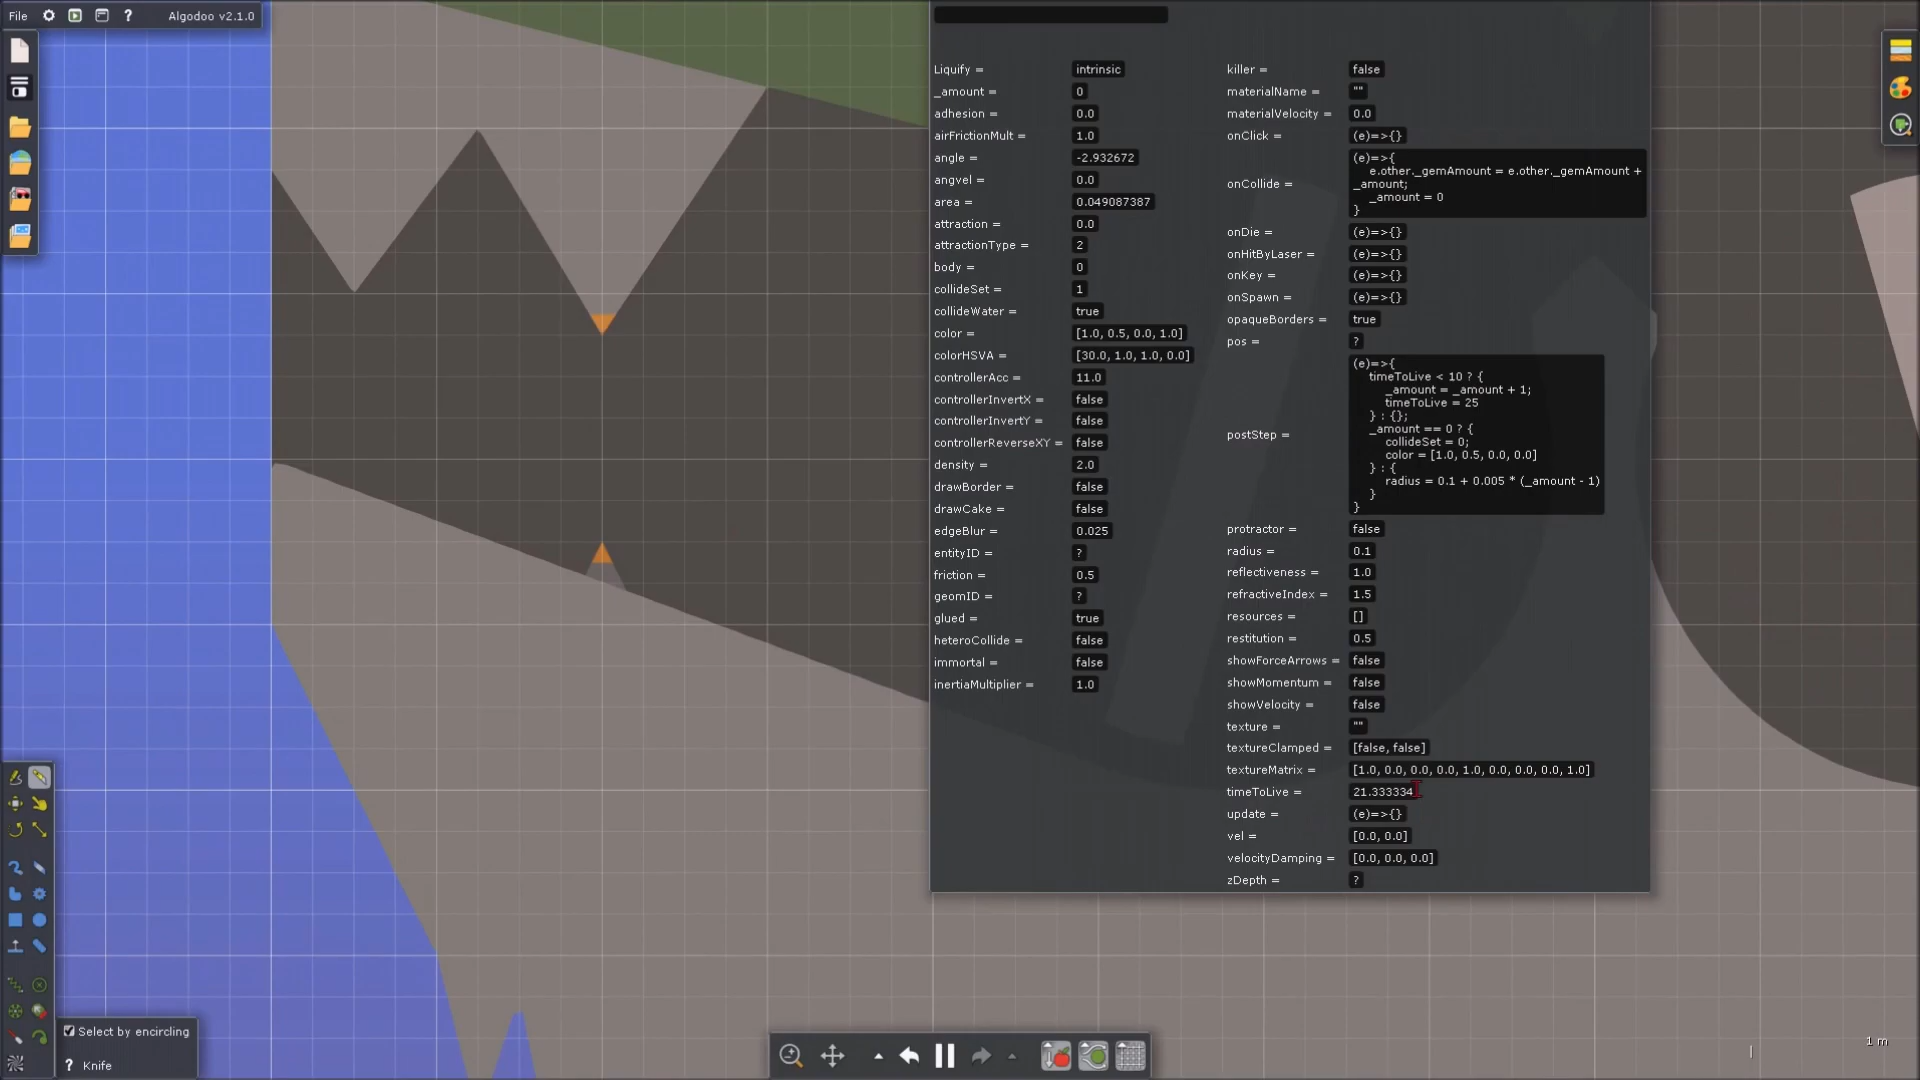 File
?
Algodoo v2.1.0
Liquify =
intrinsic
_amount =
0
adhesion =
0.0
airFrictionMult =
1.0
angle =
-2.932672
angvel =
0.0
area =
0.049087387
attraction =
0.0
attractionType =
2
body =
0
collideSet =
1
collideWater =
true
color =
[1.0, 0.5, 0.0, 1.0]
colorHSVA =
[30.0, 1.0, 1.0, 0.0]
controllerAcc =
11.0
controllerInvertX =
false
controllerInvertY =
false
controllerReverseXY =
false
density =
2.0
drawBorder =
false
drawCake =
false
edgeBlur =
0.025
entityID =
?
friction =
0.5
geomID =
?
glued =
true
heteroCollide =
false
immortal =
false
inertiaMultiplier =
1.0
killer =
false
materialName =
""
materialVelocity =
0.0
onClick =
(e)=>{}
onCollide =
(e)=>{
e.other._gemAmount = e.other._gemAmount +
_amount;
_amount = 0
}
onDie =
(e)=>{}
onHitByLaser =
(e)=>{}
onKey =
(e)=>{}
onSpawn =
(e)=>{}
opaqueBorders =
true
pos =
?
postStep =
(e)=>{
timeToLive < 10 ? {
_amount = _amount + 1;
timeToLive = 25
} : {};
_amount == 0 ? {
collideSet = 0;
color = [1.0, 0.5, 0.0, 0.0]
} : {
radius = 0.1 + 0.005 * (_amount - 1)
}
}
protractor =
false
radius =
0.1
reflectiveness =
1.0
refractiveIndex =
1.5
resources =
[]
restitution =
0.5
showForceArrows =
false
showMomentum =
false
showVelocity =
false
texture =
""
textureClamped =
[false, false]
textureMatrix =
[1.0, 0.0, 0.0, 0.0, 1.0, 0.0, 0.0, 0.0, 1.0]
timeToLive =
21.333334
update =
(e)=>{}
vel =
[0.0, 0.0]
velocityDamping =
[0.0, 0.0, 0.0]
zDepth =
?
Select by encircling
? Knife
1 m